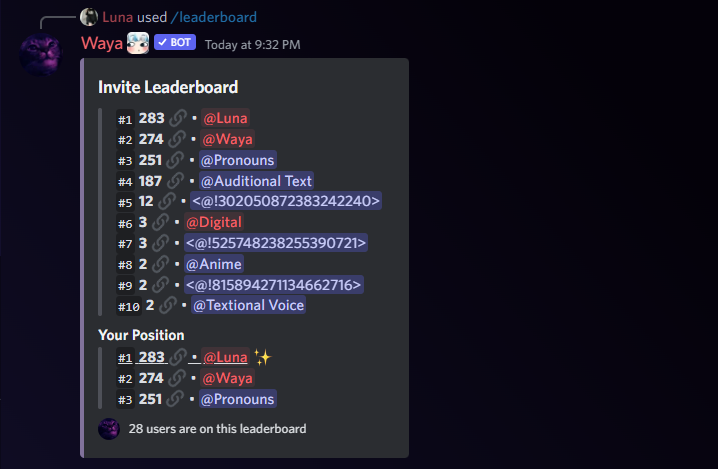 Luna used /leaderboard
Waya BOT Today at 9:32 PM
Invite Leaderboard
#1 283 • @Luna
#2 274 • @Waya
#3 251 • @Pronouns
#4 187 • @Auditional Text
#5 12 • <@!302050872383242240>
#6 3 • @Digital
#7 3 • <@!525748238255390721>
#8 2 • @Anime
#9 2 • <@!815894271134662716>
#10 2 • @Textional Voice
Your Position
#1 283 • @Luna
#2 274 • @Waya
#3 251 • @Pronouns
28 users are on this leaderboard